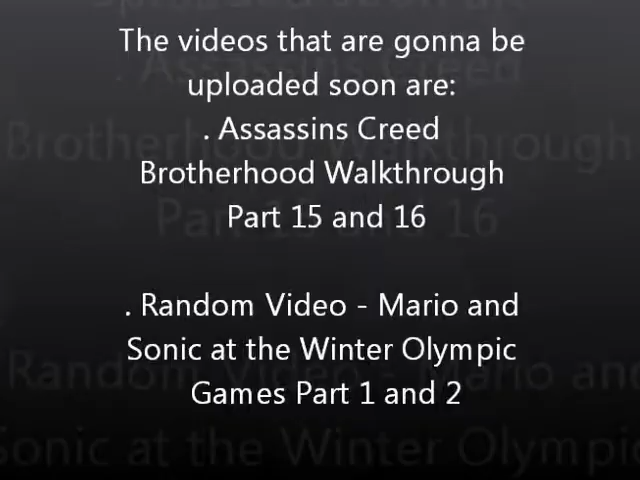 The videos that are gonna be
uploaded soon are:
. Assassins Creed
Brotherhood Walkthrough
Part 15 and 16
. Random Video - Mario and
Sonic at the Winter Olympic
Games Part 1 and 2